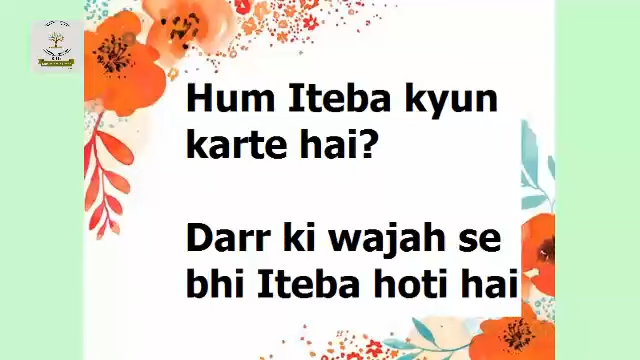 Hum Iteba kyun
karte hai?
Darr ki wajah se
bhi Iteba hoti hai